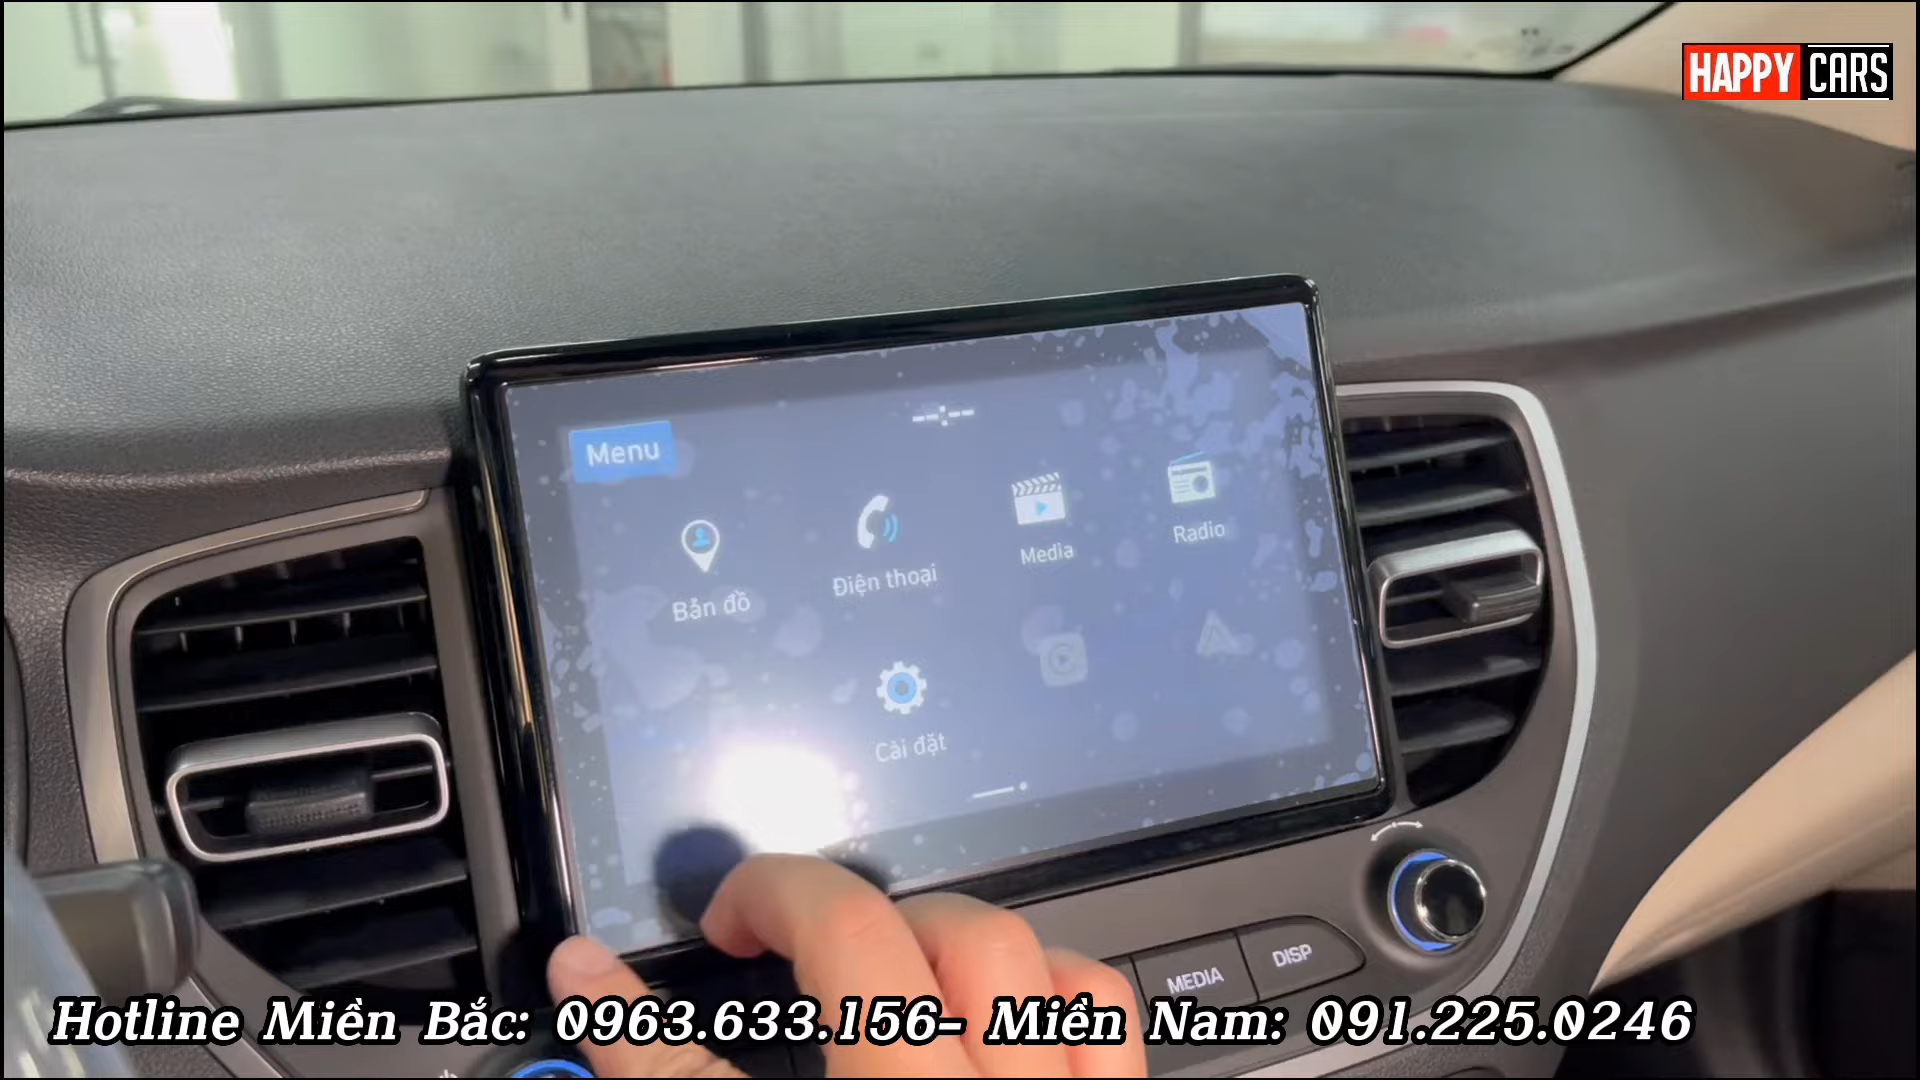 HAPPY CARS
Menu
Bản đồ
Điện thoại
Media
Radio
Cài đặt
MEDIA
DISP
Hotline Miền Bắc: 0963.633.156- Miền Nam: 091.225.0246